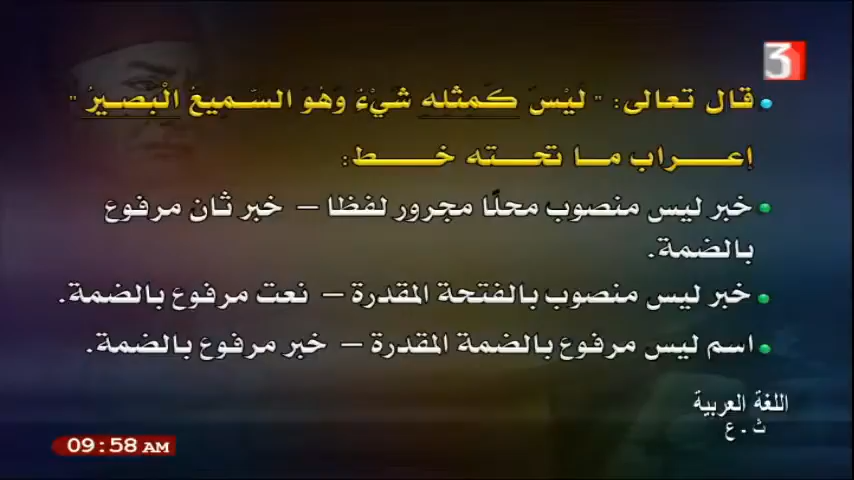 3
• قال تعالى: " لَيْسَ كَمثله شَيْءٌ وَهُوَ السَّمِيعُ الْبَصِيرُ "
إعراب ما تحته خط:
• خبر ليس منصوب محلًا مجرور لفظا – خبر ثان مرفوع
بالضمة.
• خبر ليس منصوب بالفتحة المقدرة – نعت مرفوع بالضمة.
• اسم ليس مرفوع بالضمة المقدرة – خبر مرفوع بالضمة.
اللغة العربية
ث . ع
09:58 AM